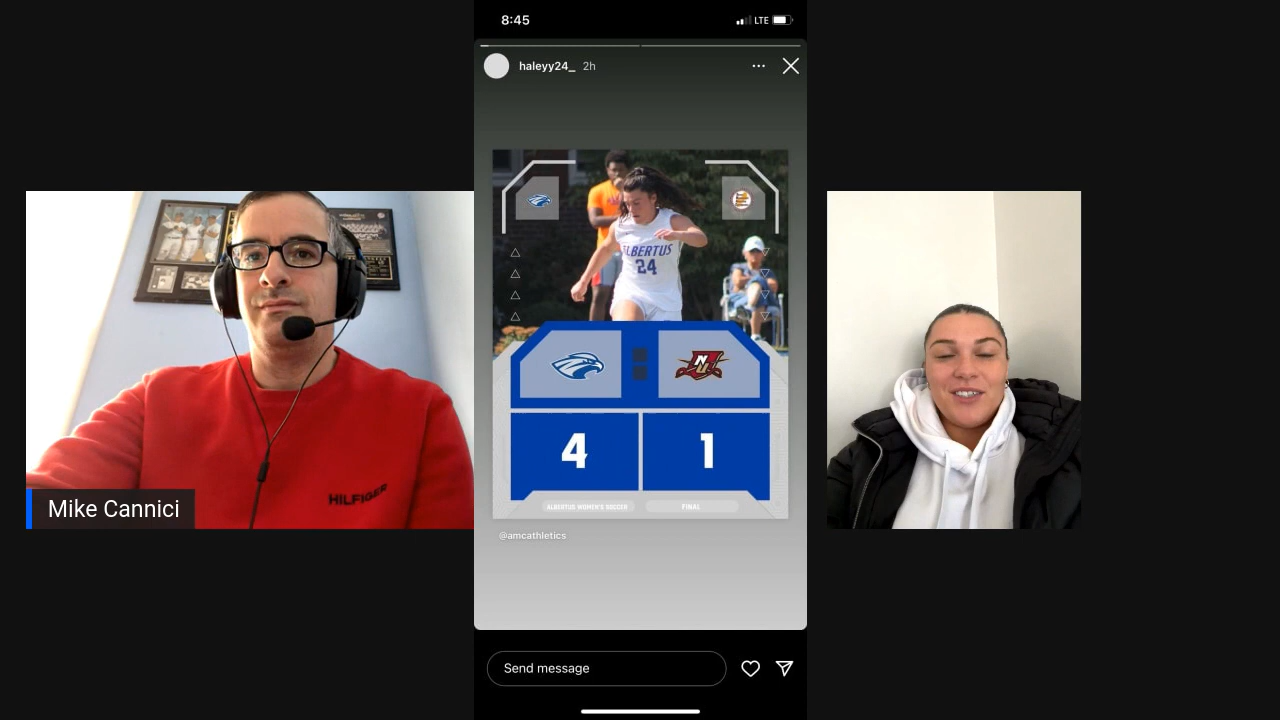 8:45
LTE
haleyy24_ 2h
ALBERTUS
24
NU
4 1
ALBERTUS WOMEN'S SOCCER FINAL
@amcathletics
Send message
Mike Cannici
HILFIGER